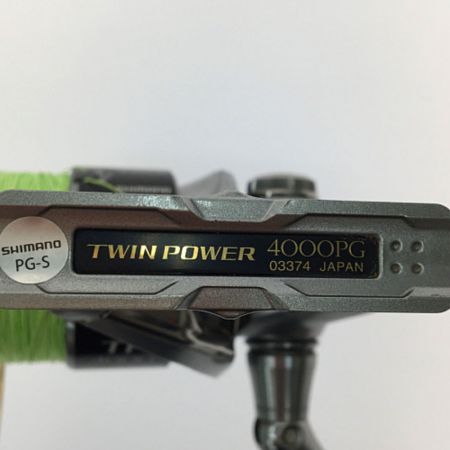 SHIMANO
PG-S
TWIN POWER 4000PG
03374 JAPAN